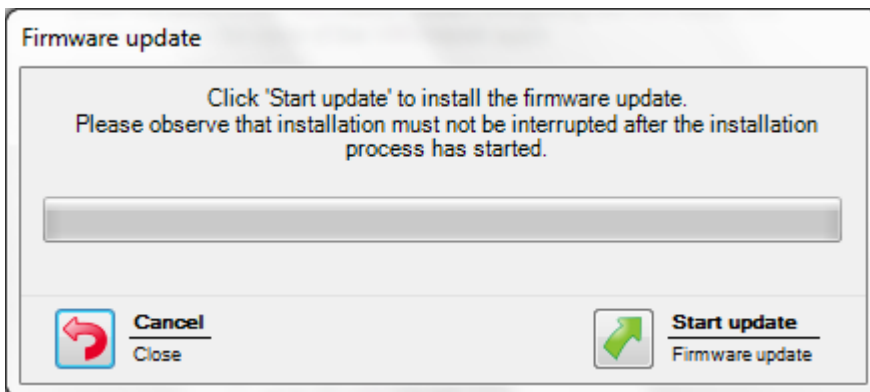 Firmware update
Click 'Start update' to install the firmware update.
Please observe that installation must not be interrupted after the installation
process has started.
Cancel
Close
Start update
Firmware update